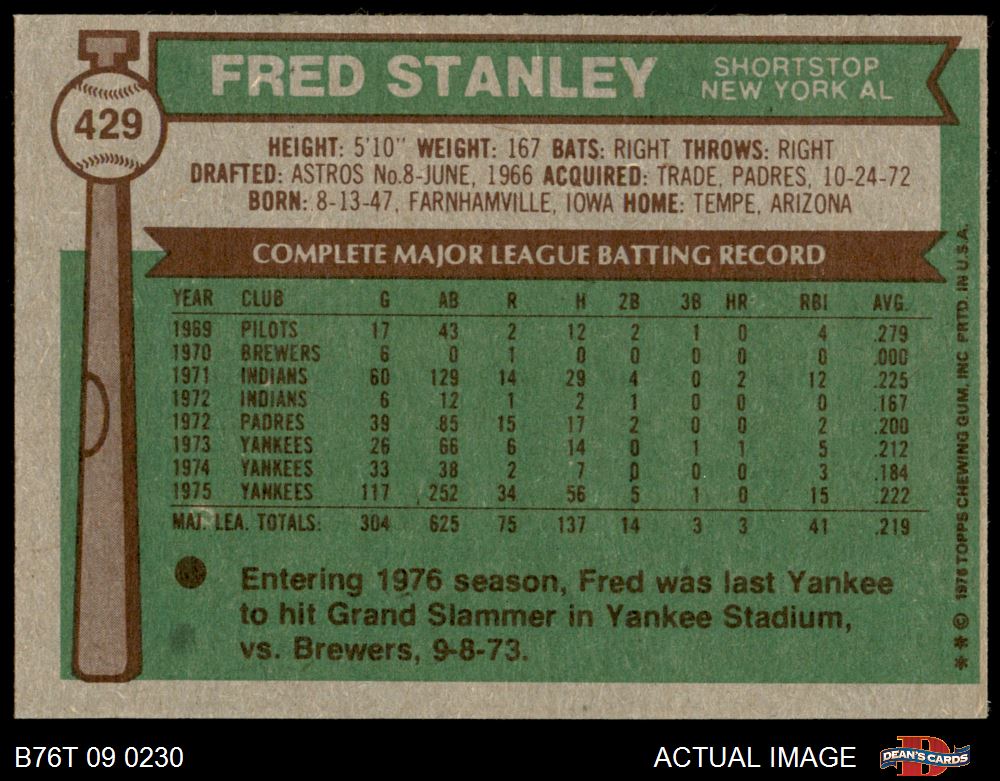 FRED STANLEY
SHORTSTOP
NEW YORK AL
429
HEIGHT: 5'10" WEIGHT: 167 BATS: RIGHT THROWS: RIGHT
DRAFTED: ASTROS No.8-JUNE, 1966 ACQUIRED: TRADE, PADRES, 10-24-72
BORN: 8-13-47, FARNHAMVILLE, IOWA HOME: TEMPE, ARIZONA
COMPLETE MAJOR LEAGUE BATTING RECORD
YEAR CLUB G AB R H 2B 3B HR RBI AVG.
1969 PILOTS 17 43 2 12 2 1 0 4 .279
1970 BREWERS 6 0 1 0 0 0 0 0 .000
1971 INDIANS 60 129 14 29 4 0 2 12 .225
1972 INDIANS 6 12 1 2 1 0 0 0 .167
1972 PADRES 39 85 15 17 2 0 0 2 .200
1973 YANKEES 26 66 6 14 0 1 1 5 .212
1974 YANKEES 33 38 2 7 0 0 0 3 .184
1975 YANKEES 117 252 34 56 5 1 0 15 .222
MAJ. LEA. TOTALS: 304 625 75 137 14 3 3 41 .219
Entering 1976 season, Fred was last Yankee
to hit Grand Slammer in Yankee Stadium,
vs. Brewers, 9-8-73.
** © 1976 TOPPS CHEWING GUM, INC PRTD. IN U.S.A.
B76T 09 0230
ACTUAL IMAGE
DEAN'S CARDS